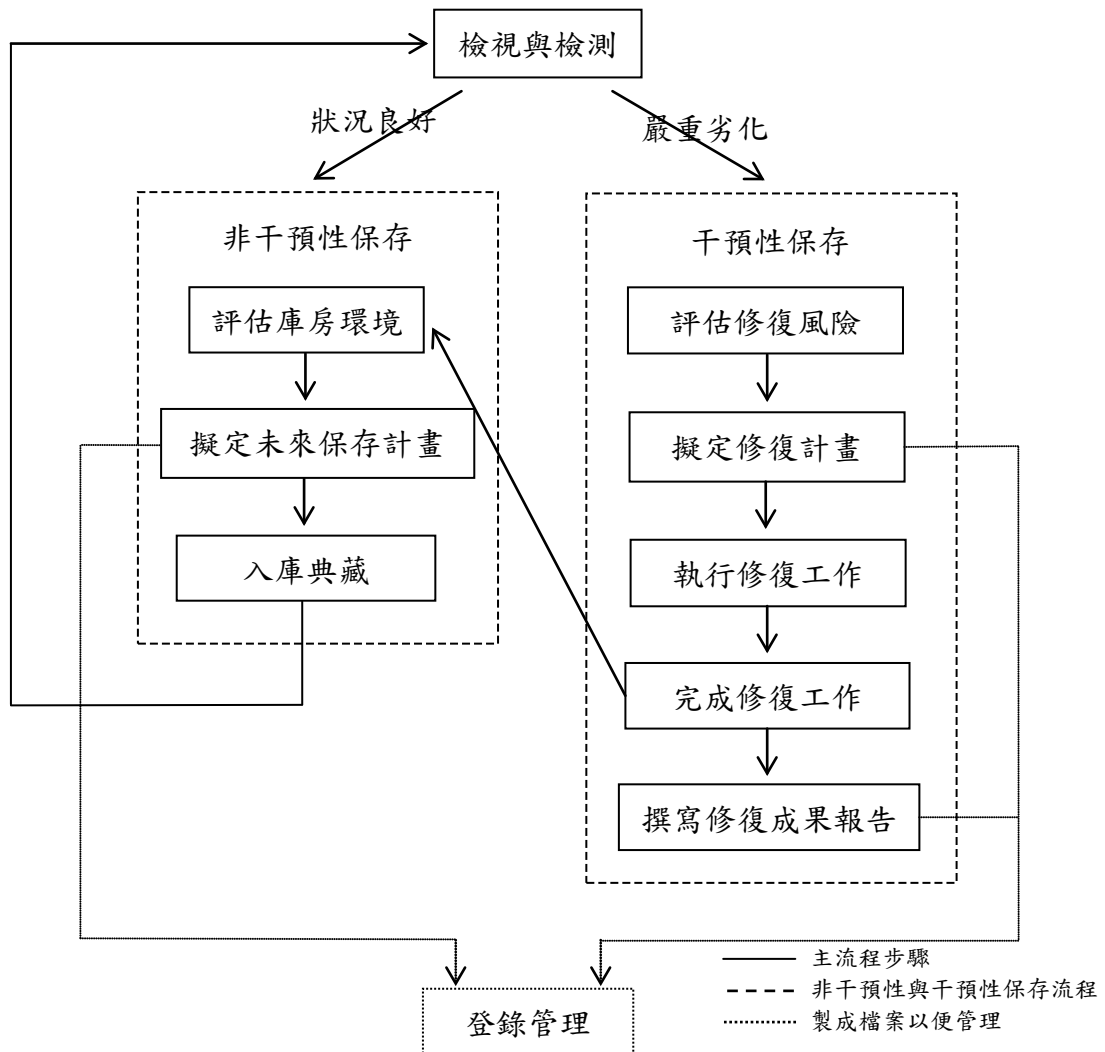 檢視與檢測
狀況良好
嚴重劣化
非干預性保存
評估庫房環境
擬定未來保存計畫
入庫典藏
干預性保存
評估修復風險
擬定修復計畫
執行修復工作
完成修復工作
撰寫修復成果報告
登錄管理
主流程步驟
非干預性與干預性保存流程
製成檔案以便管理